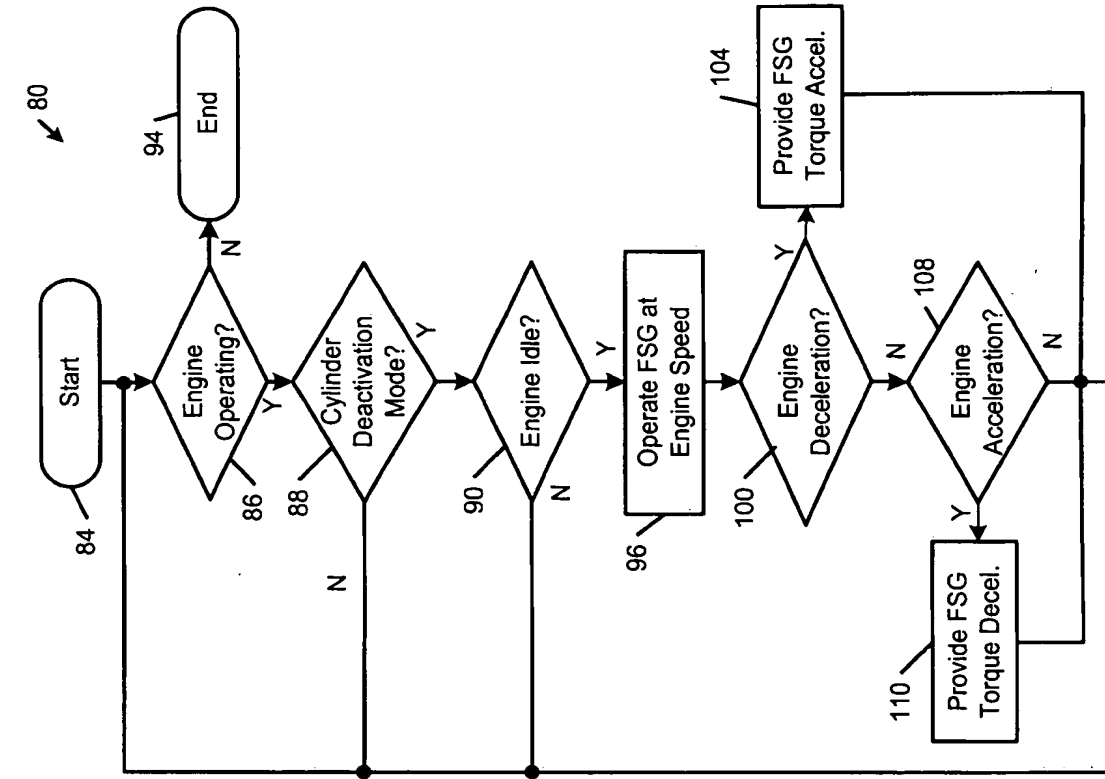 80
Start
84
94
End
N
Engine
Operating?
Y
86
Cylinder
Deactivation
Mode?
88
N
Y
Engine Idle?
90
N
Y
Operate FSG at
Engine Speed
96
Engine
Deceleration?
100
Y
104
Provide FSG
Torque Accel.
N
108
Engine
Acceleration?
Y
N
110
Provide FSG
Torque Decel.